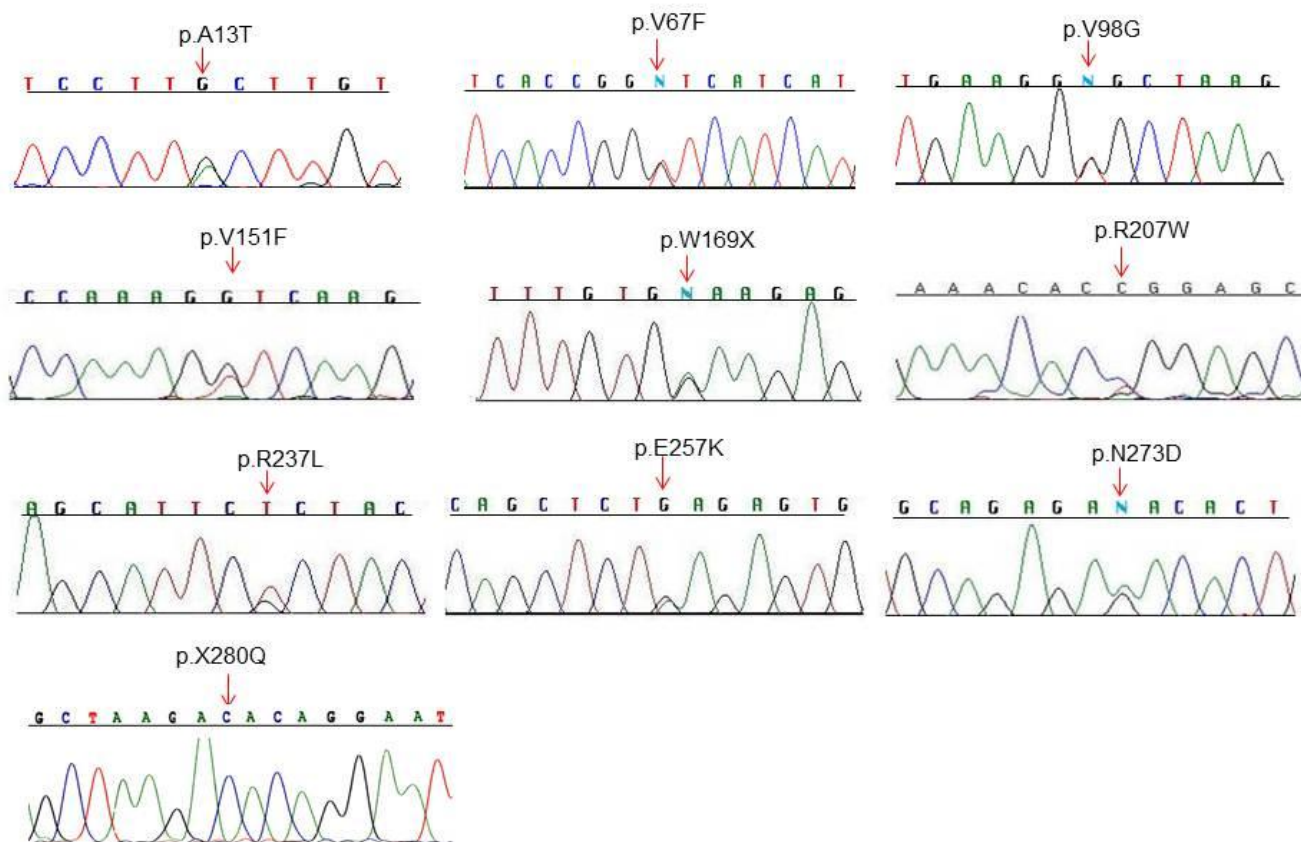 p.A13T
T C C T T G C T T G T
p.V67F
T C A C C G G N T C A T C A T
p.V98G
T G A A G G N G C T A A G
p.V151F
C C A A A G G T C A A G
p.W169X
T T T G T G N A A G A G
p.R207W
A A A C A C C G G A G C
p.R237L
A G C A T T C T C T A C
p.E257K
C A G C T C T G A G A G T G
p.N273D
G C A G A G A N A C A C T
p.X280Q
G C T A A G A C A C A G G A A T